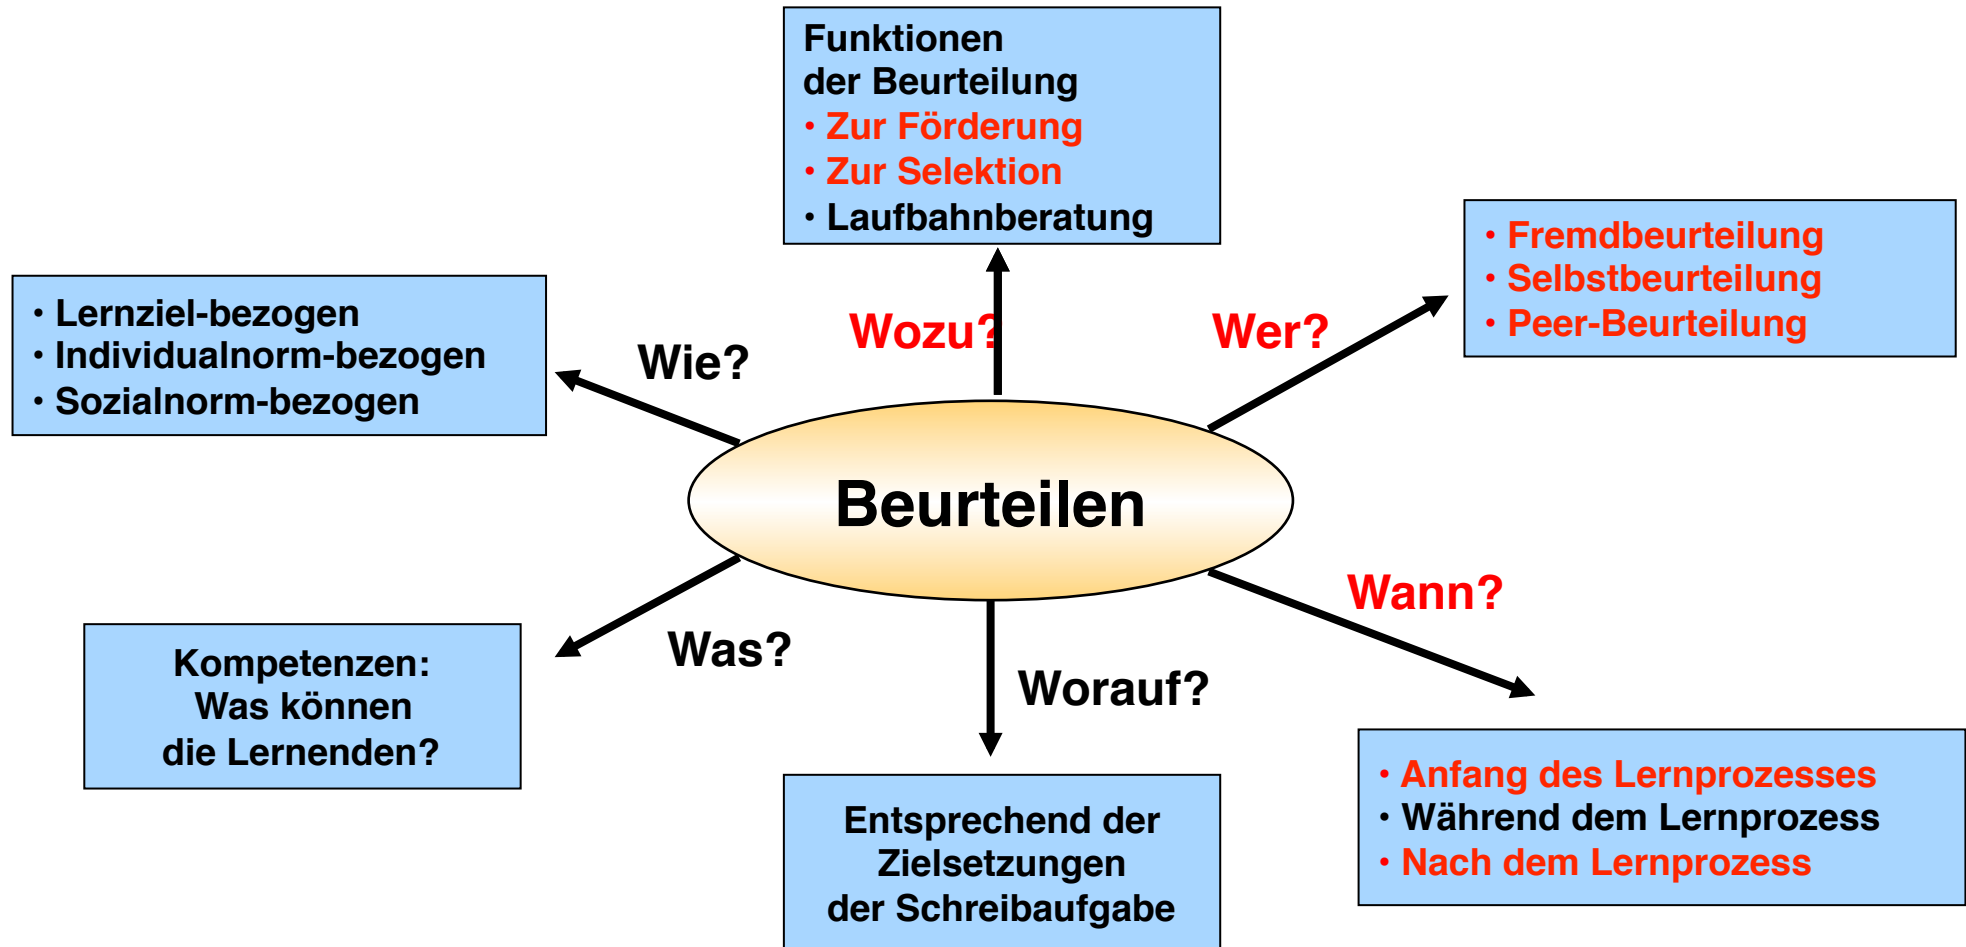 Funktionen
der Beurteilung
• Zur Förderung
• Zur Selektion
• Laufbahnberatung
• Fremdbeurteilung
• Selbstbeurteilung
• Peer-Beurteilung
• Lernziel-bezogen
• Individualnorm-bezogen
• Sozialnorm-bezogen
Wie?
Wozu?
Wer?
Beurteilen
Was?
Worauf?
Wann?
Kompetenzen:
Was können
die Lernenden?
Entsprechend der
Zielsetzungen
der Schreibaufgabe
• Anfang des Lernprozesses
• Während dem Lernprozess
• Nach dem Lernprozess